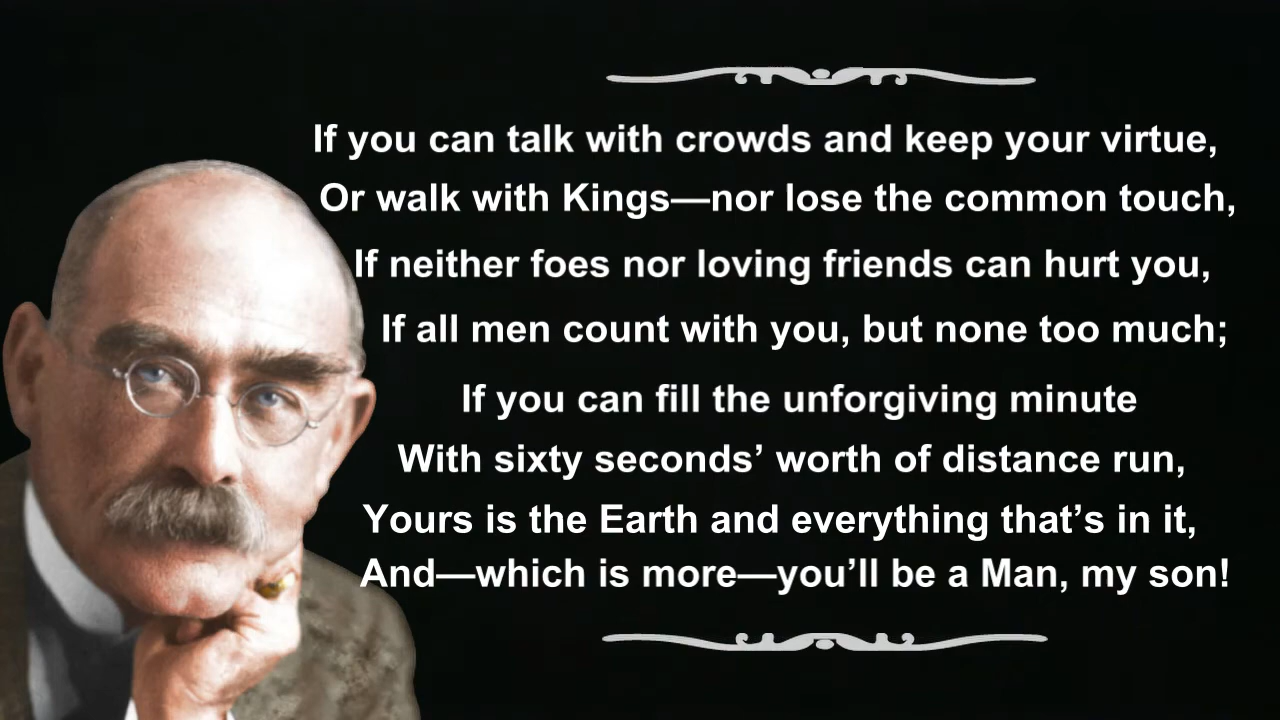 If you can talk with crowds and keep your virtue,
Or walk with Kings—nor lose the common touch,
If neither foes nor loving friends can hurt you,
If all men count with you, but none too much;
If you can fill the unforgiving minute
With sixty seconds’ worth of distance run,
Yours is the Earth and everything that’s in it,
And—which is more—you’ll be a Man, my son!